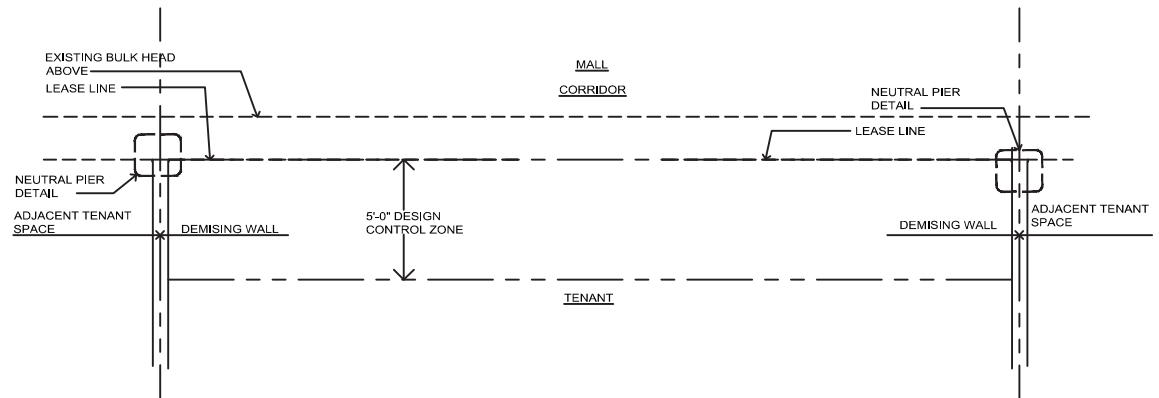 EXISTING BULK HEAD
ABOVE
LEASE LINE
MALL
CORRIDOR
NEUTRAL PIER
DETAIL
LEASE LINE
NEUTRAL PIER
DETAIL
ADJACENT TENANT
SPACE
DEMISING WALL
5'-0" DESIGN
CONTROL ZONE
DEMISING WALL
ADJACENT TENANT
SPACE
TENANT